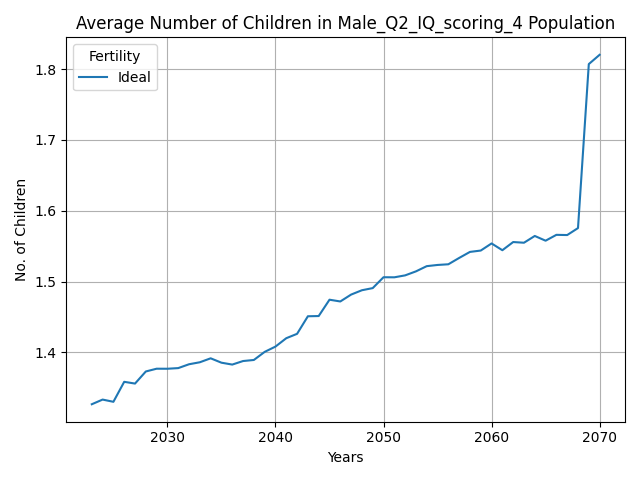 Average Number of Children in Male_Q2_IQ_scoring_4 Population
Fertility
Ideal
No. of Children
1.8
1.7
1.6
1.5
1.4
2030 2040 2050 2060 2070
Years